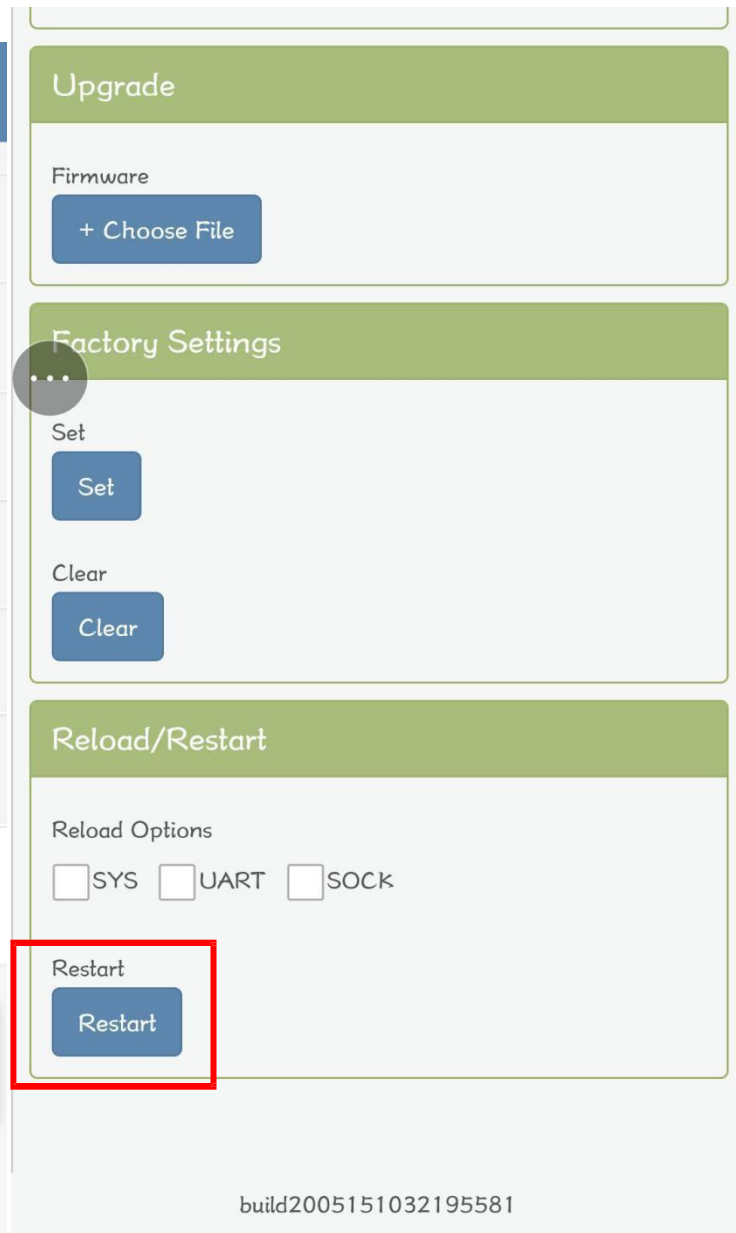 Upgrade
Firmware
+ Choose File
Factory Settings
Set
Set
Clear
Clear
Reload/Restart
Reload Options
SYS UART SOCK
Restart
Restart
build2005151032195581